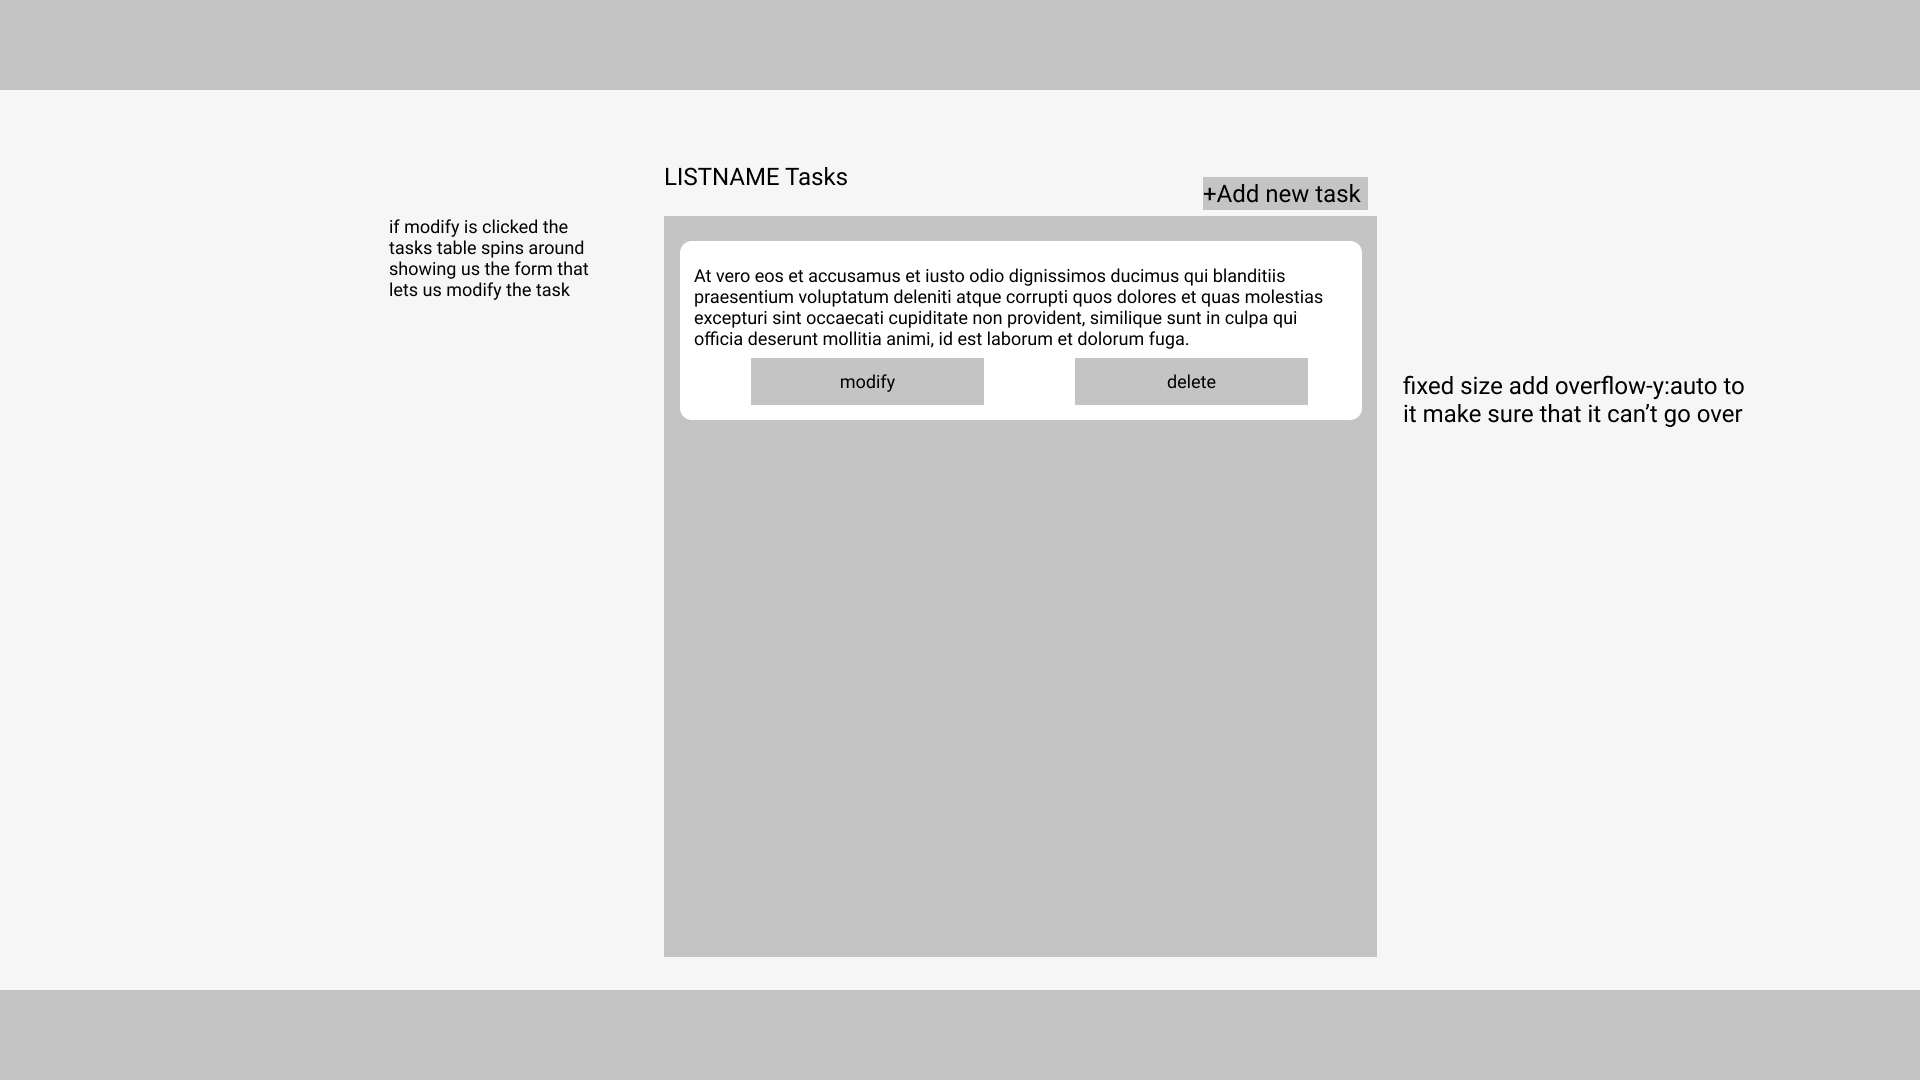 LISTNAME Tasks
+Add new task
if modify is clicked the
tasks table spins around
showing us the form that
lets us modify the task
At vero eos et accusamus et iusto odio dignissimos ducimus qui blanditiis
praesentium voluptatum deleniti atque corrupti quos dolores et quas molestias
excepturi sint occaecati cupiditate non provident, similique sunt in culpa qui
officia deserunt mollitia animi, id est laborum et dolorum fuga.
modify
delete
fixed size add overflow-y:auto to
it make sure that it can’t go over